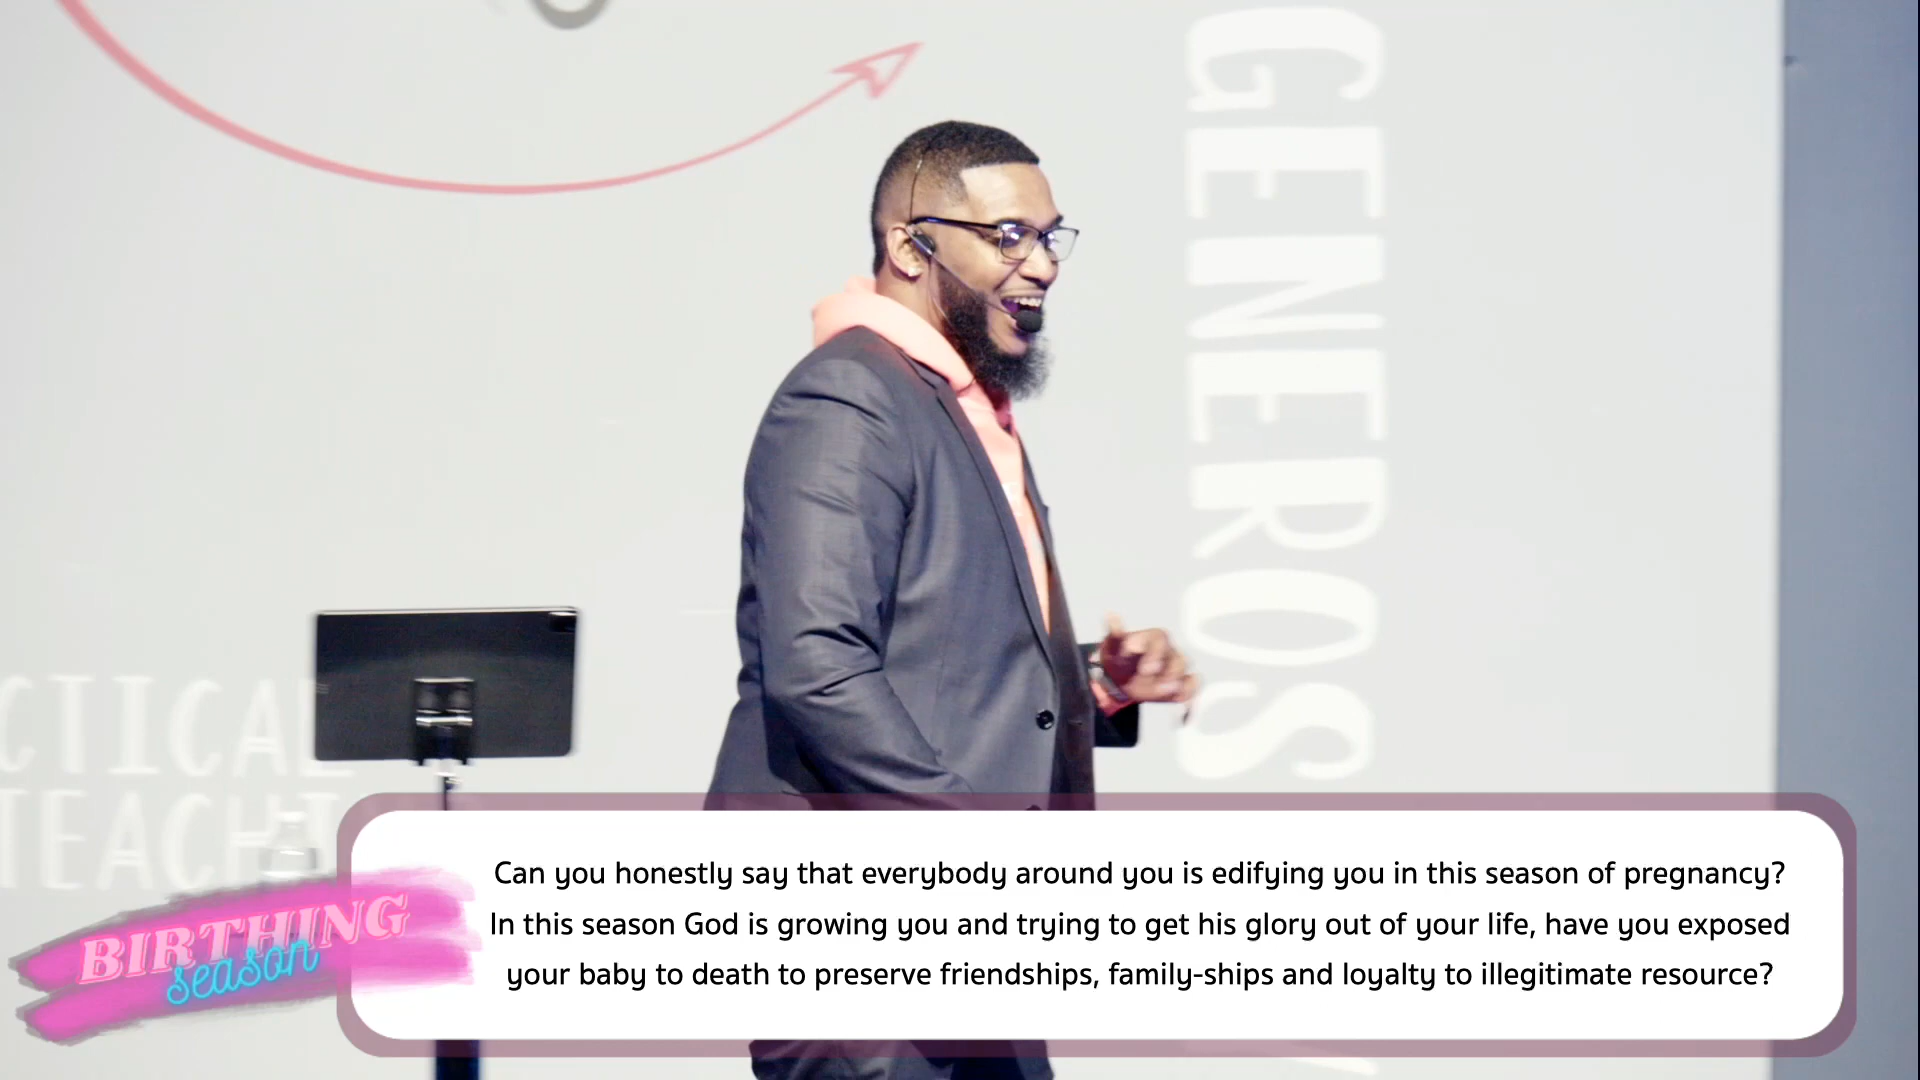 GENEROS
CTICAL
TEACHI
BIRTHING
season
Can you honestly say that everybody around you is edifying you in this season of pregnancy?
In this season God is growing you and trying to get his glory out of your life, have you exposed
your baby to death to preserve friendships, family-ships and loyalty to illegitimate resource?